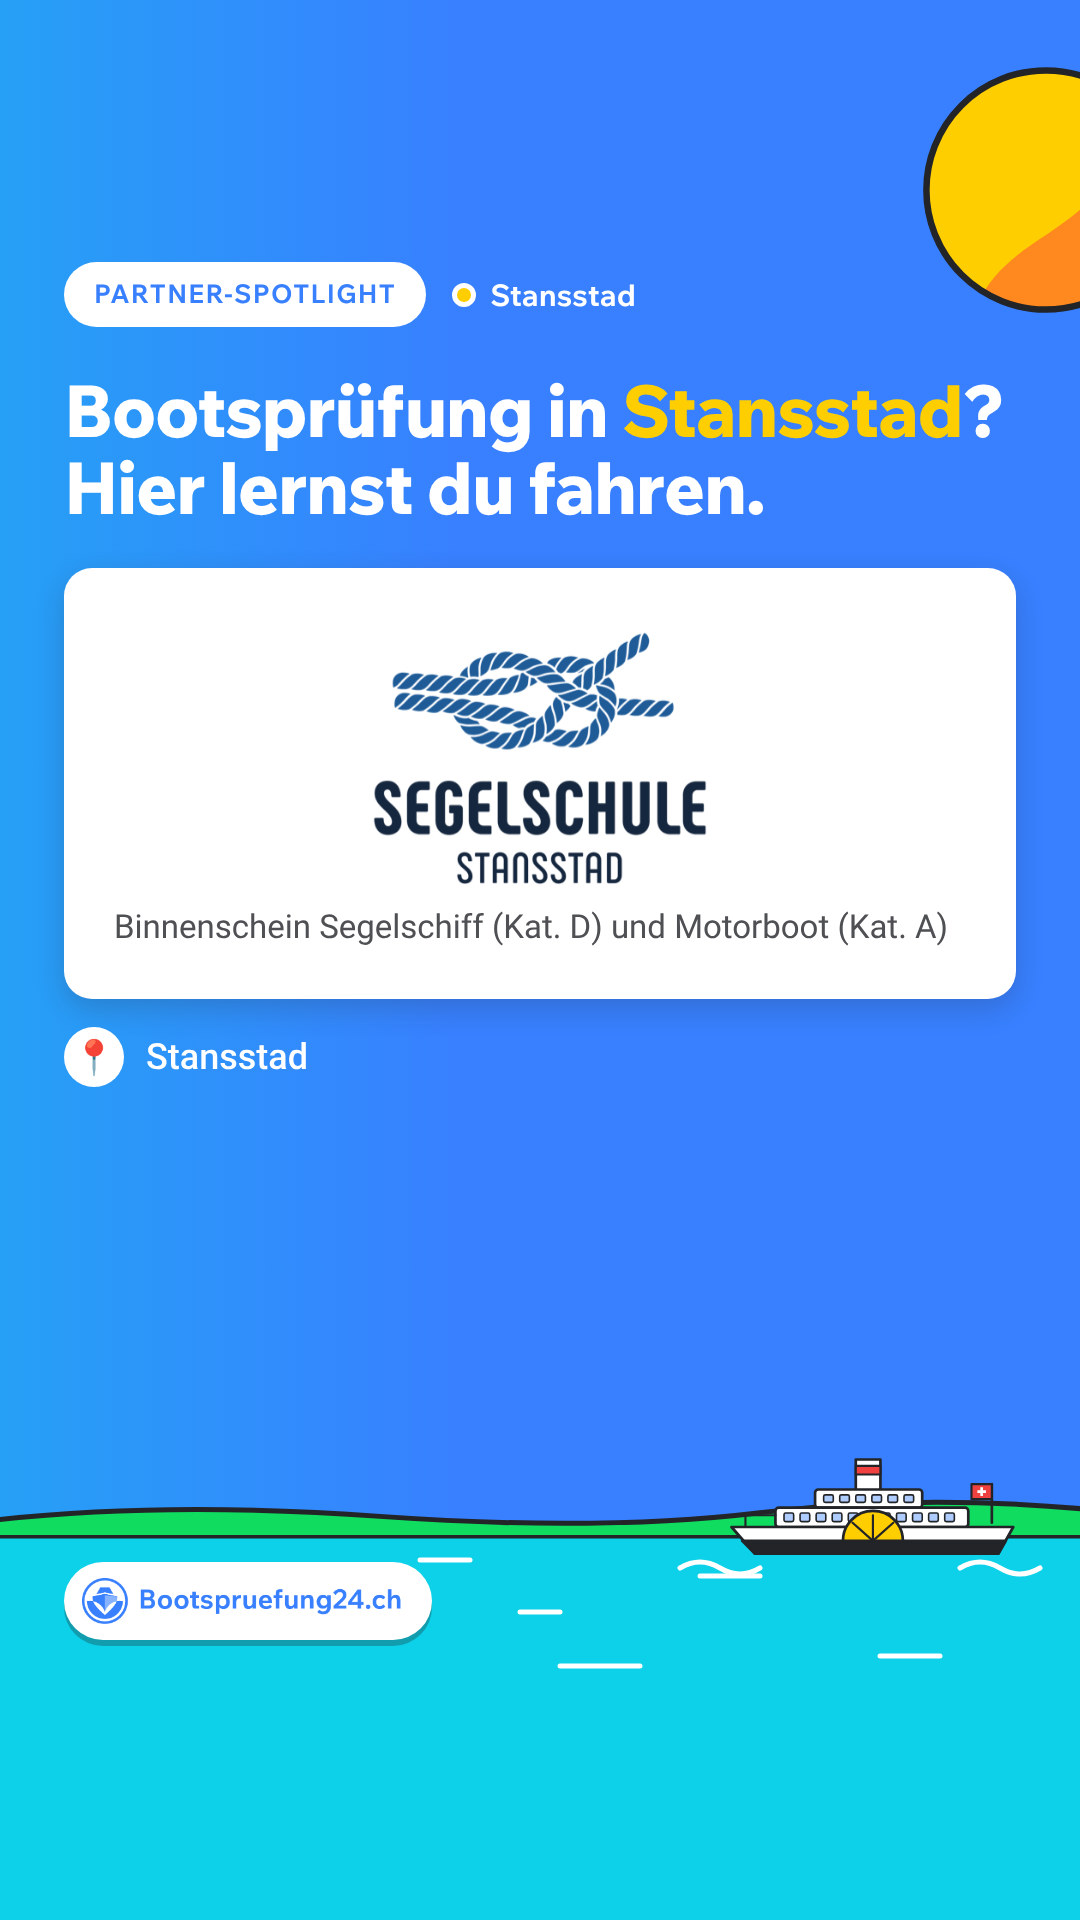 PARTNER-SPOTLIGHT
Stansstad
Bootsprüfung in Stansstad?
Hier lernst du fahren.
SEGELSCHULE
STANSSTAD
Binnenschein Segelschiff (Kat. D) und Motorboot (Kat. A)
Stansstad
Bootspruefung24.ch